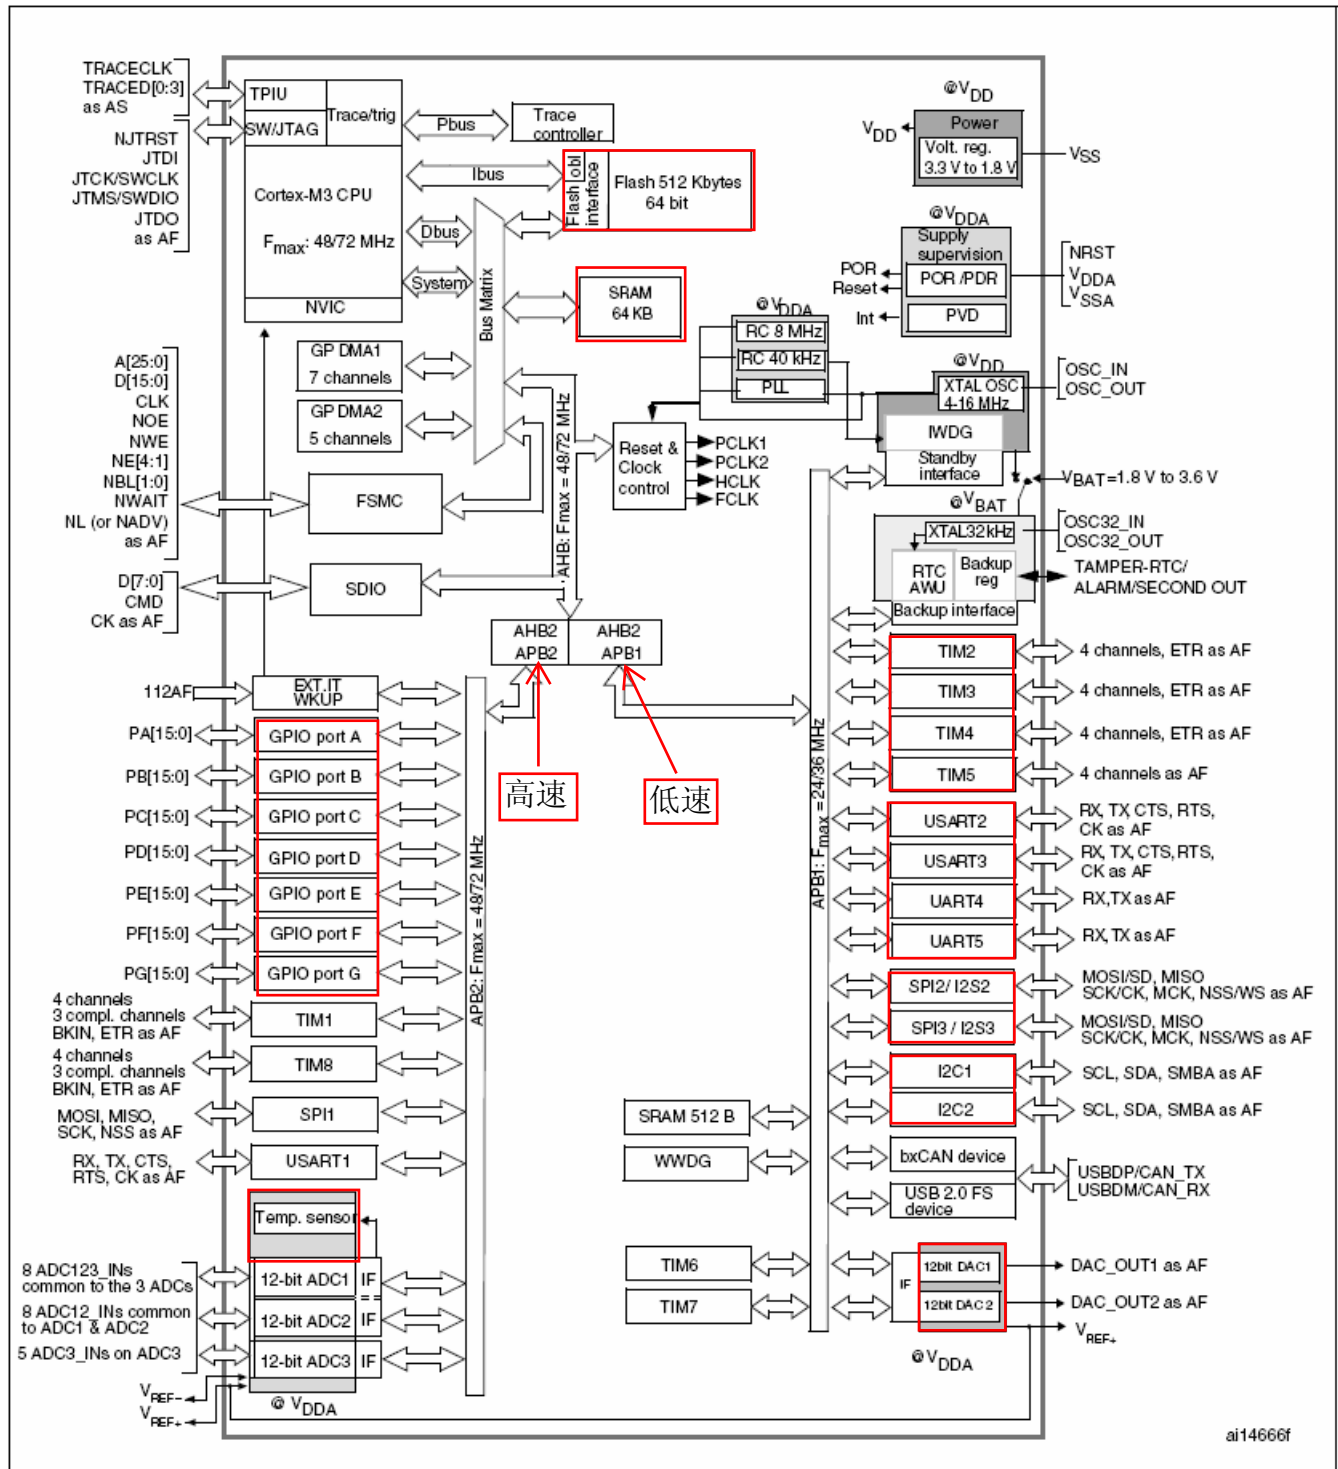 TRACECLK
TRACED[0:3]
as AS
NJTRST
JTDI
JTCK/SWCLK
JTMS/SWDIO
JTDO
as AF
TPIU
SW/JTAG
Trace/trig
Cortex-M3 CPU
Fmax: 48/72 MHz
NVIC
Pbus
Trace
controller
Ibus
Dbus
System
Bus Matrix
Flash obl
interface
Flash 512 Kbytes
64 bit
SRAM
64 KB
GP DMA1
7 channels
GP DMA2
5 channels
@VDD
VDD
Power
Volt. reg.
3.3 V to 1.8 V
VSS
@VDDA
Supply
supervision
POR /PDR
PVD
POR
Reset
Int
NRST
VDDA
VSSA
@VDDA
RC 8 MHz
RC 40 kHz
PLL
@VDD
XTAL OSC
4-16 MHz
OSC_IN
OSC_OUT
IWDG
Standby
interface
Reset &
Clock
control
PCLK1
PCLK2
HCLK
FCLK
VBAT=1.8 V to 3.6 V
@VBAT
XTAL32kHz
OSC32_IN
OSC32_OUT
RTC
AWU
Backup
reg
Backup interface
TAMPER-RTC/
ALARM/SECOND OUT
A[25:0]
D[15:0]
CLK
NOE
NWE
NE[4:1]
NBL[1:0]
NWAIT
NL (or NADV)
as AF
FSMC
D[7:0]
CMD
CK as AF
SDIO
AHB: Fmax = 48/72 MHz
AHB2
APB2
AHB2
APB1
高速
低速
112AF
EXT.IT
WKUP
PA[15:0]
GPIO port A
PB[15:0]
GPIO port B
PC[15:0]
GPIO port C
PD[15:0]
GPIO port D
PE[15:0]
GPIO port E
PF[15:0]
GPIO port F
PG[15:0]
GPIO port G
4 channels
3 compl. channels
BKIN, ETR as AF
TIM1
4 channels
3 compl. channels
BKIN, ETR as AF
TIM8
MOSI, MISO,
SCK, NSS as AF
SPI1
RX, TX, CTS,
RTS, CK as AF
USART1
Temp. sensor
8 ADC123_INs
common to the 3 ADCs
12-bit ADC1 IF
8 ADC12_INs common
to ADC1 & ADC2
12-bit ADC2 IF
5 ADC3_INs on ADC3
12-bit ADC3 IF
VREF-
VREF+
@ VDDA
APB2: Fmax = 48/72 MHz
APB1: Fmax = 24/36 MHz
TIM2
4 channels, ETR as AF
TIM3
4 channels, ETR as AF
TIM4
4 channels, ETR as AF
TIM5
4 channels as AF
USART2
RX, TX, CTS, RTS,
CK as AF
USART3
RX, TX, CTS, RTS,
CK as AF
UART4
RX,TX as AF
UART5
RX, TX as AF
SPI2/ I2S2
MOSI/SD, MISO
SCK/CK, MCK, NSS/WS as AF
SPI3 / I2S3
MOSI/SD, MISO
SCK/CK, MCK, NSS/WS as AF
I2C1
SCL, SDA, SMBA as AF
I2C2
SCL, SDA, SMBA as AF
SRAM 512 B
WWDG
bxCAN device
USB 2.0 FS
device
USBDP/CAN_TX
USBDM/CAN_RX
TIM6
TIM7
IF
12bit DAC1
12bit DAC 2
DAC_OUT1 as AF
DAC_OUT2 as AF
VREF+
@VDDA
ai14666f